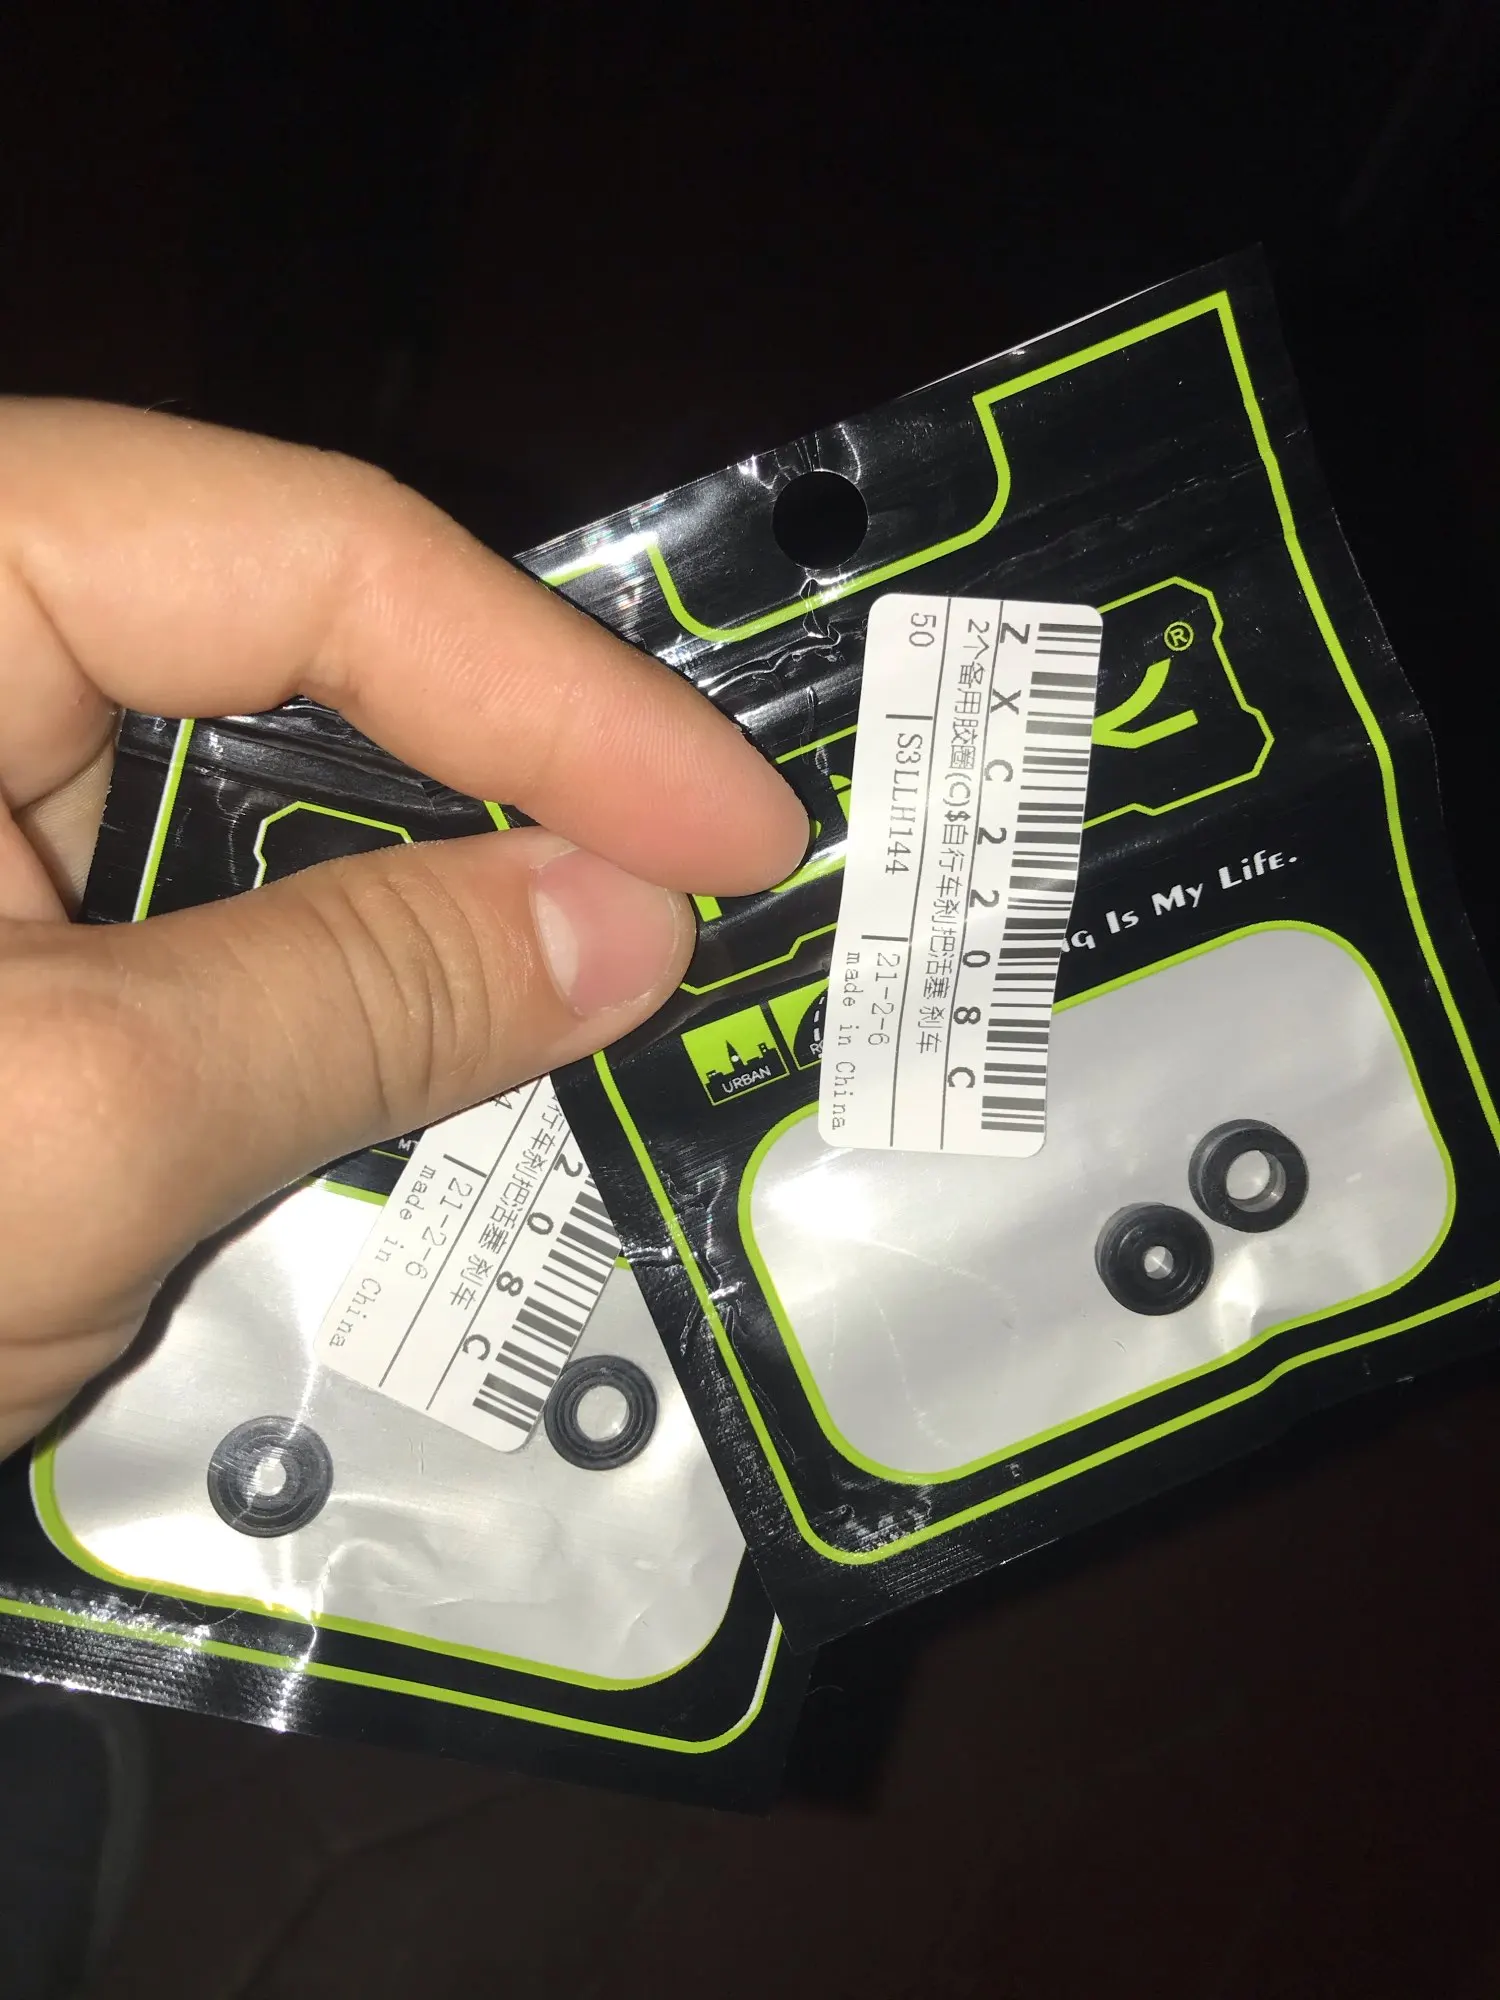 ®
Is My Life.
URBAN
ZXC2208C
2个备用胶圈(C)$自行车刹把活塞 刹车
50
S3LLH144
21-2-6
made in China
208C
车刹把活塞 刹车
21-2-6
made in China